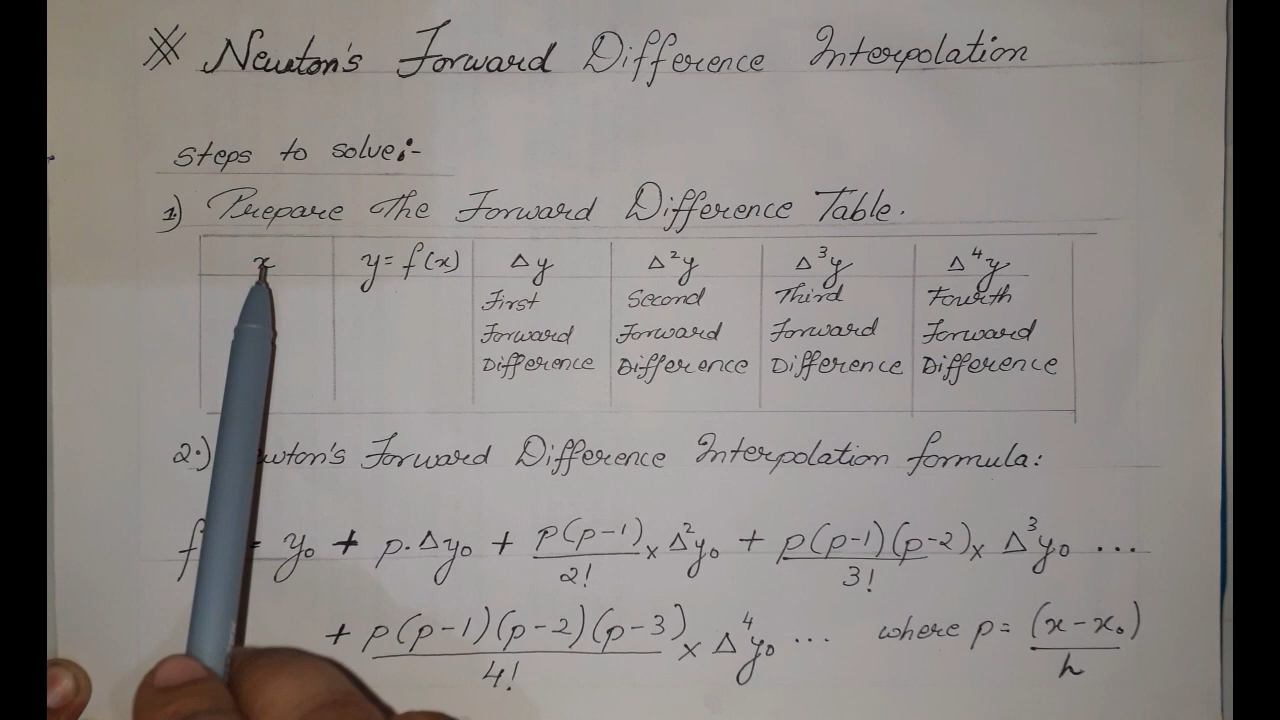 ※ Newton's Forward Difference Interpolation
Steps to solve:-
1) Prepare the Forward Difference Table.
x y=f(x) Δy Δ²y Δ³y Δ⁴y
First Second Third Fourth
Forward Forward Forward Forward
Difference Difference Difference Difference
2.) Forward Difference Interpolation formula:
f = y₀ + p.Δy₀ + p(p-1)/2! × Δ²y₀ + p(p-1)(p-2)/3! × Δ³y₀ ...
+ p(p-1)(p-2)(p-3)/4! × Δ⁴y₀ ... where p = (x-x₀)/h